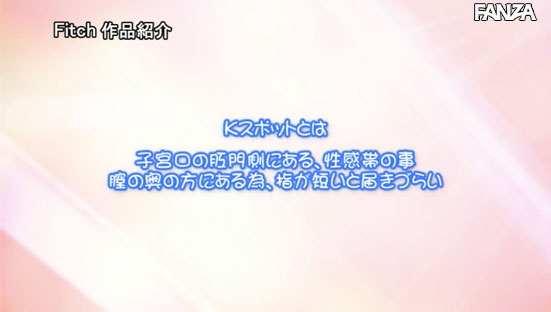 Fitch 作品紹介
FANZA
Kスポットとは
子宮口の肛門側にある、性感帯の事
膣の奥の方にある為、指が短いと届きづらい